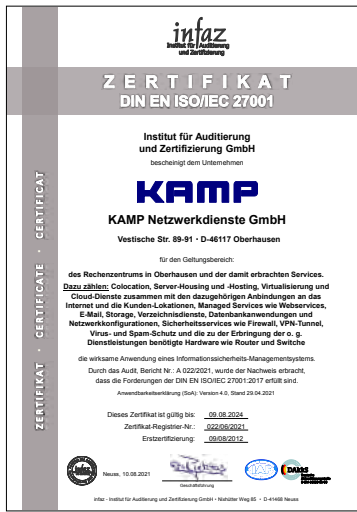 infaz
Institut für Auditierung
und Zertifizierung
ZERTIFIKAT
DIN EN ISO/IEC 27001
Institut für Auditierung
und Zertifizierung GmbH
bescheinigt dem Unternehmen
KAMP
KAMP Netzwerkdienste GmbH
Vestische Str. 89-91 · D-46117 Oberhausen
für den Geltungsbereich:
des Rechenzentrums in Oberhausen und der damit erbrachten Services.
Dazu zählen: Colocation, Server-Housing und -Hosting, Virtualisierung und
Cloud-Dienste zusammen mit den dazugehörigen Anbindungen an das
Internet und die Kunden-Lokationen, Managed Services wie Webservices,
E-Mail, Storage, Verzeichnisdienste, Datenbankanwendungen und
Netzwerkkonfigurationen, Sicherheitsservices wie Firewall, VPN-Tunnel,
Virus- und Spam-Schutz und die zu der Erbringung der o. g.
Dienstleistungen benötigte Hardware wie Router und Switche
die wirksame Anwendung eines Informationssicherheits-Managementsystems.
Durch das Audit, Bericht Nr.: A 022/2021, wurde der Nachweis erbracht,
dass die Forderungen der DIN EN ISO/IEC 27001:2017 erfüllt sind.
Anwendbarkeitserklärung (SoA): Version 4.0, Stand 29.04.2021
Dieses Zertifikat ist gültig bis: 09.08.2024
Zertifikat-Registrier-Nr.: 022/06/2021
Erstzertifizierung: 09/08/2012
infaz
Neuss, 10.08.2021
Geschäftsführung
IAF
DAkkS
infaz - Institut für Auditierung und Zertifizierung GmbH · Nixhütter Weg 85 · D-41466 Neuss
ZERTIFIKAT · CERTIFICATE · CERTIFICAT